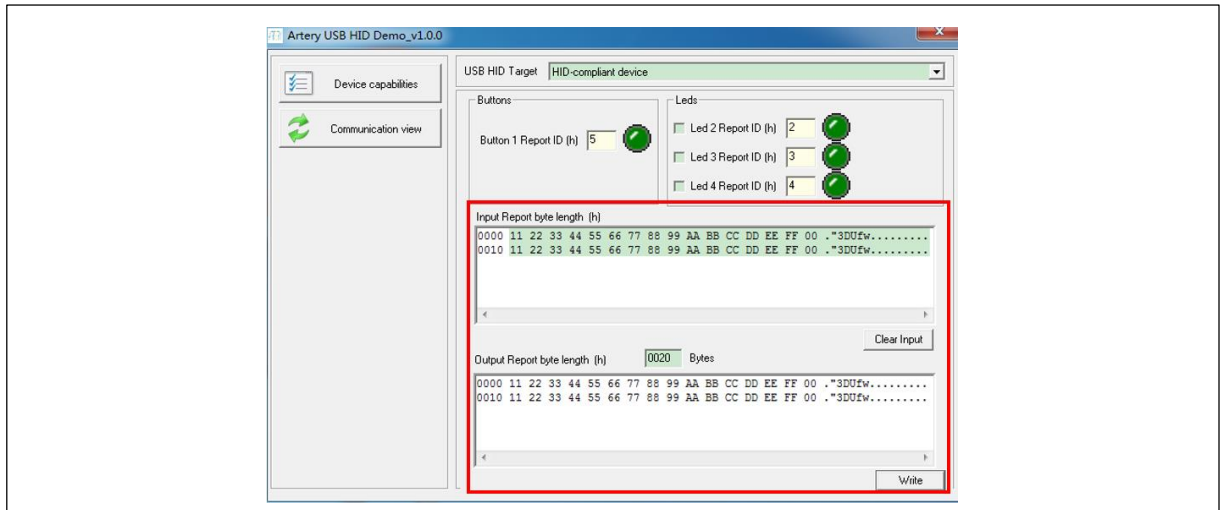 Artery USB HID Demo_v1.0.0
Device capabilities
Communication view
USB HID Target HID-compliant device
Buttons
Button 1 Report ID (h) 5
Leds
Led 2 Report ID (h) 2
Led 3 Report ID (h) 3
Led 4 Report ID (h) 4
Input Report byte length (h)
0000 11 22 33 44 55 66 77 88 99 AA BB CC DD EE FF 00 ."3DUfw.........
0010 11 22 33 44 55 66 77 88 99 AA BB CC DD EE FF 00 ."3DUfw.........
Clear Input
Output Report byte length (h) 0020 Bytes
0000 11 22 33 44 55 66 77 88 99 AA BB CC DD EE FF 00 ."3DUfw.........
0010 11 22 33 44 55 66 77 88 99 AA BB CC DD EE FF 00 ."3DUfw.........
Write